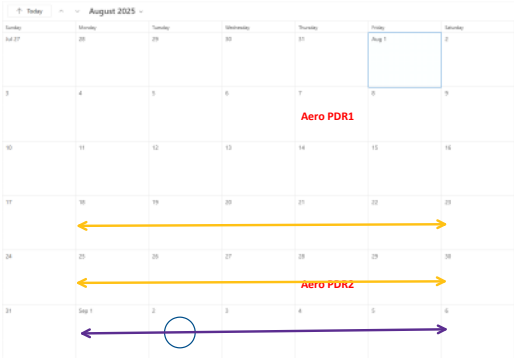 Today August 2025
Sunday Monday Tuesday Wednesday Thursday Friday Saturday
Jul 27 28 29 30 31 Aug 1 2
3 4 5 6 7 8 9
Aero PDR1
10 11 12 13 14 15 16
17 18 19 20 21 22 23
24 25 26 27 28 29 30
Aero PDR2
31 Sep 1 2 3 4 5 6